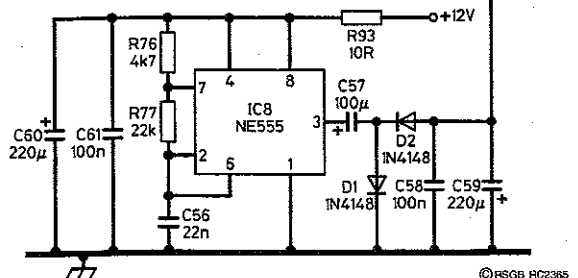 R76
4k7
R93
10R
+12V
7
4
8
R77
22k
IC8
NE555
3
C57
100µ
+
+
C60
220µ
C61
100n
2
6
1
D2
1N4148
D1
1N4148
C58
100n
C59
220µ
+
C56
22n
©RSGB RC2365